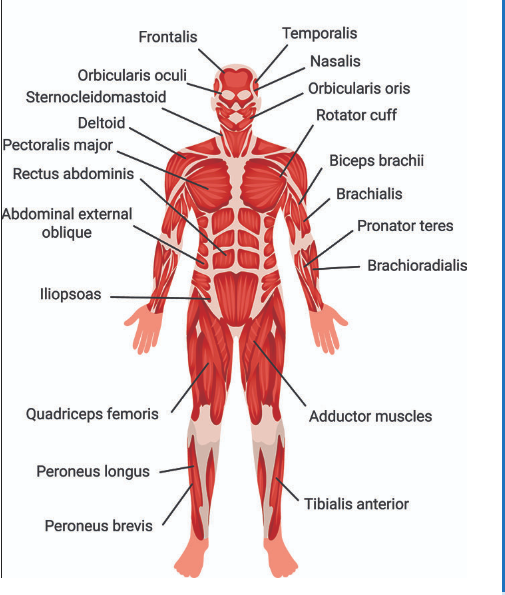 Frontalis
Temporalis
Nasalis
Orbicularis oculi
Orbicularis oris
Sternocleidomastoid
Rotator cuff
Deltoid
Pectoralis major
Biceps brachii
Rectus abdominis
Brachialis
Abdominal external
oblique
Pronator teres
Brachioradialis
Iliopsoas
Quadriceps femoris
Adductor muscles
Peroneus longus
Tibialis anterior
Peroneus brevis